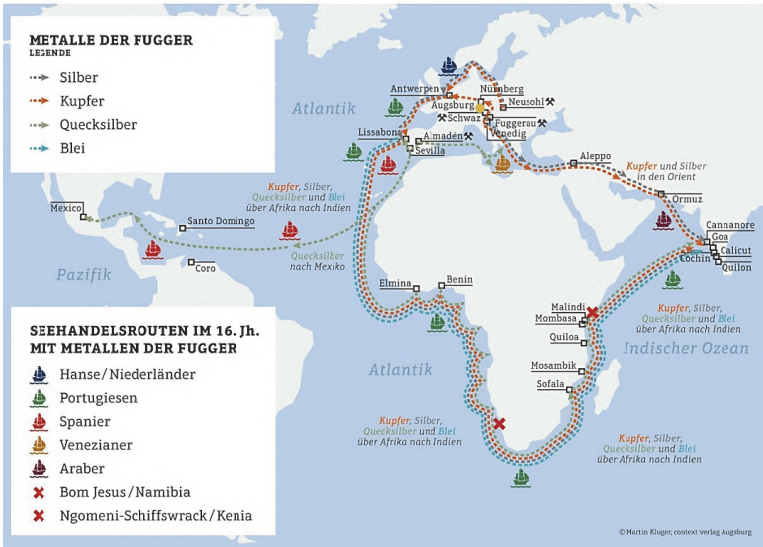 METALLE DER FUGGER
LEGENDE
Silber
Kupfer
Quecksilber
Blei
Atlantik
Antwerpen
Nürnberg
Augsburg
Neusohl
Schwaz
Fuggerau
Venedig
Lissabon
Almadén
Sevilla
Aleppo
Kupfer und Silber
in den Orient
Ormuz
Kupfer, Silber,
Quecksilber und Blei
über Afrika nach Indien
Mexico
Santo Domingo
Cannanore
Goa
Calicut
Cochin
Quilon
Pazifik
Coro
Quecksilber
nach Mexiko
Elmina
Benin
Malindi
Mombasa
Quiloa
Mosambik
Sofala
Kupfer, Silber,
Quecksilber und Blei
über Afrika nach Indien
Indischer Ozean
SEEHANDELSROUTEN IM 16. Jh.
MIT METALLEN DER FUGGER
Hanse/Niederländer
Portugiesen
Spanier
Venezianer
Araber
Bom Jesus/Namibia
Ngomeni-Schiffswrack/Kenia
Atlantik
Kupfer, Silber,
Quecksilber und Blei
über Afrika nach Indien
Kupfer, Silber,
Quecksilber und Blei
über Afrika nach Indien
© Martin Kluger, context verlag Augsburg